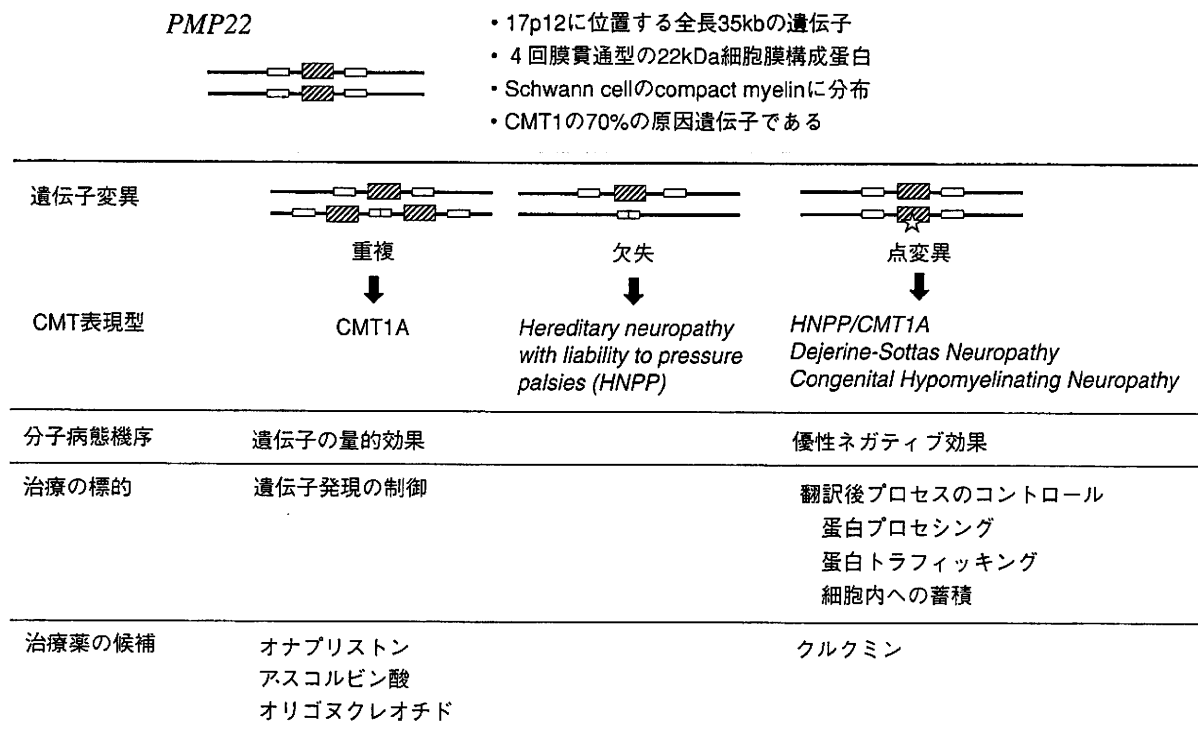 PMP22
・17p12に位置する全長35kbの遺伝子
・4回膜貫通型の22kDa細胞膜構成蛋白
・Schwann cellのcompact myelinに分布
・CMT1の70%の原因遺伝子である
遺伝子変異
重複
欠失
点変異
CMT表現型
CMT1A
Hereditary neuropathy
with liability to pressure
palsies (HNPP)
HNPP/CMT1A
Dejerine-Sottas Neuropathy
Congenital Hypomyelinating Neuropathy
分子病態機序
遺伝子の量的効果
優性ネガティブ効果
治療の標的
遺伝子発現の制御
翻訳後プロセスのコントロール
蛋白プロセシング
蛋白トラフィッキング
細胞内への蓄積
治療薬の候補
オナプリストン
アスコルビン酸
オリゴヌクレオチド
クルクミン